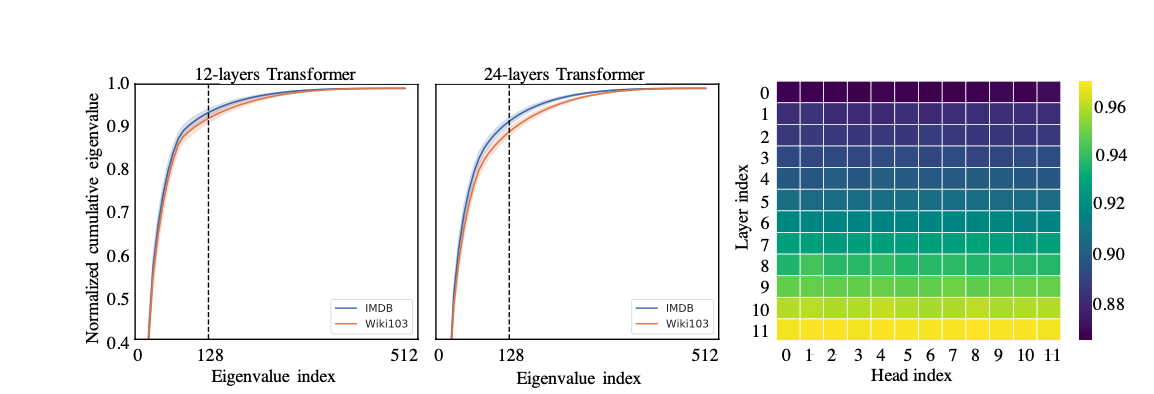 12-layers Transformer
Normalized cumulative eigenvalue
1.0
0.9
0.8
0.7
0.6
0.5
0.4
IMDB
Wiki103
0 128 512
Eigenvalue index
24-layers Transformer
IMDB
Wiki103
0 128 512
Eigenvalue index
Layer index
0
1
2
3
4
5
6
7
8
9
10
11
0 1 2 3 4 5 6 7 8 9 10 11
Head index
0.96
0.94
0.92
0.90
0.88